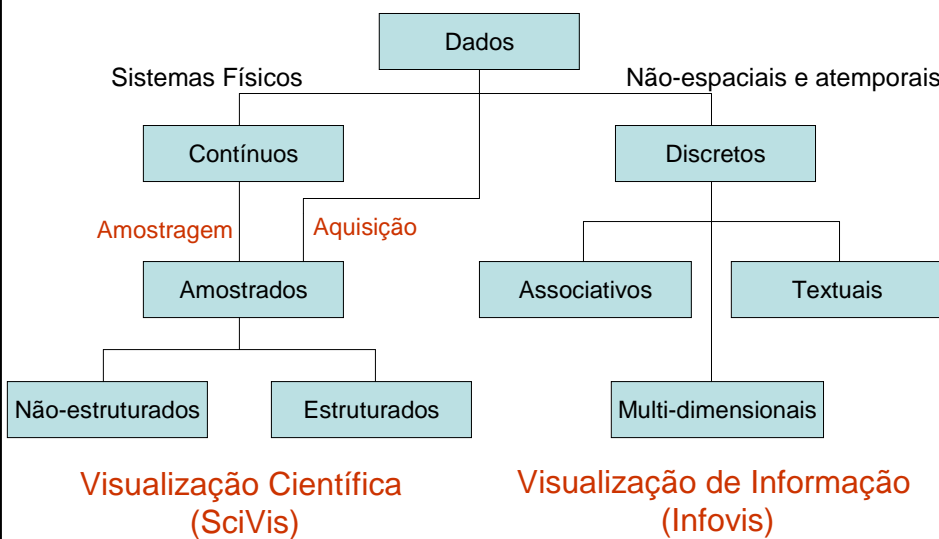 Dados
Sistemas Físicos
Não-espaciais e atemporais
Contínuos
Discretos
Amostragem
Aquisição
Amostrados
Associativos
Textuais
Não-estruturados
Estruturados
Multi-dimensionais
Visualização Científica
(SciVis)
Visualização de Informação
(Infovis)